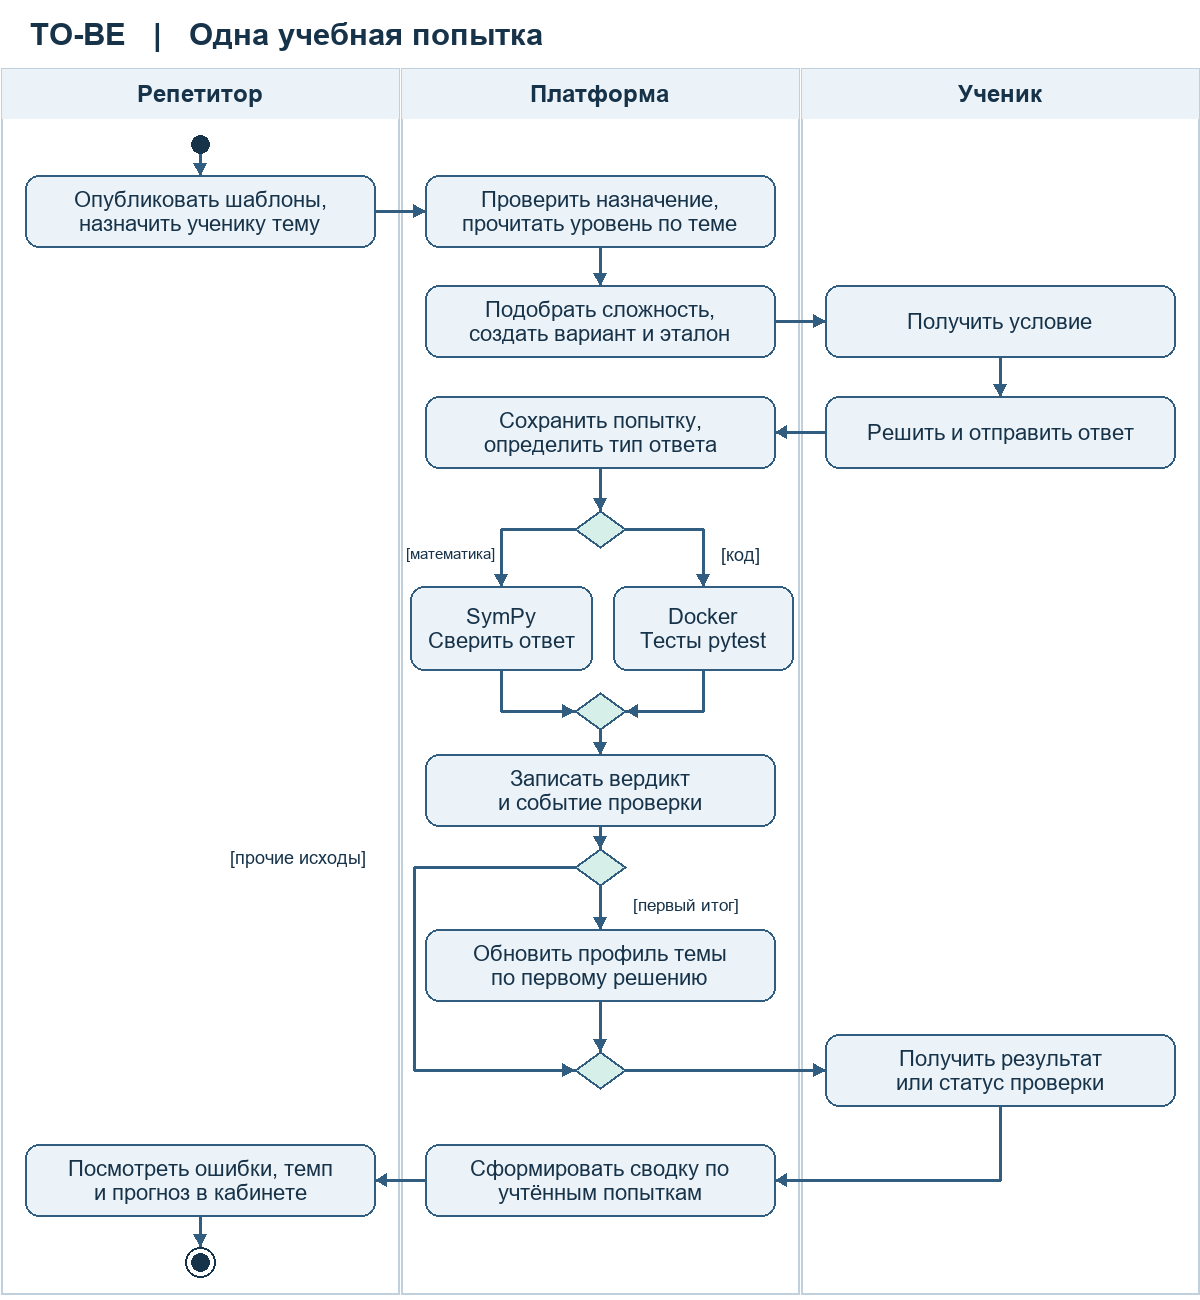 TO-BE | Одна учебная попытка
Репетитор
Платформа
Ученик
Опубликовать шаблоны,
назначить ученику тему
Проверить назначение,
прочитать уровень по теме
Подобрать сложность,
создать вариант и эталон
Получить условие
Сохранить попытку,
определить тип ответа
Решить и отправить ответ
[математика]
[код]
SymPy
Сверить ответ
Docker
Тесты pytest
Записать вердикт
и событие проверки
[прочие исходы]
[первый итог]
Обновить профиль темы
по первому решению
Получить результат
или статус проверки
Посмотреть ошибки, темп
и прогноз в кабинете
Сформировать сводку по
учтённым попыткам